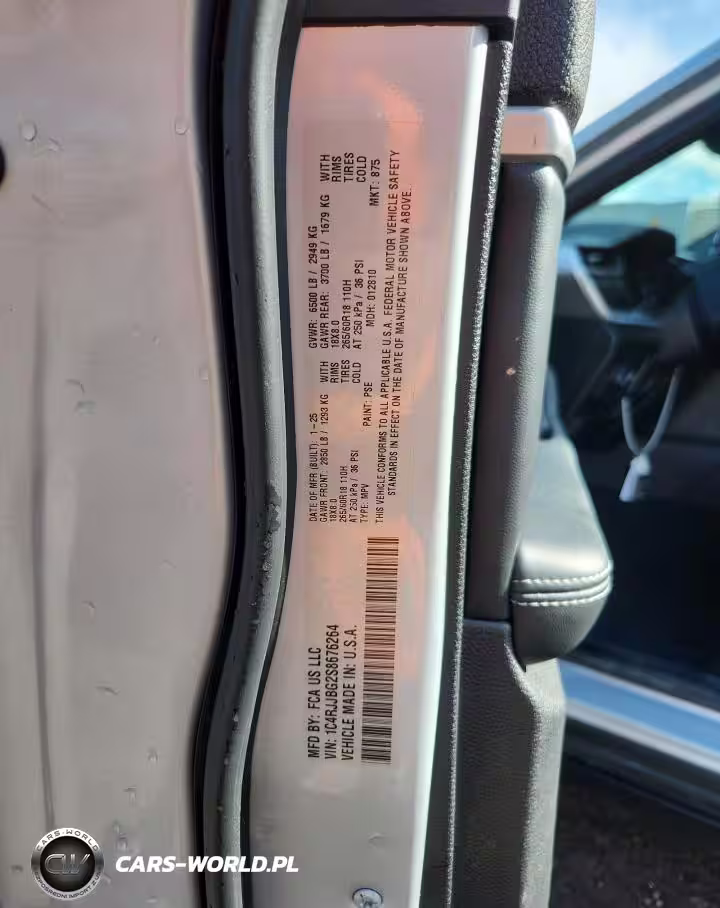 MFD BY: FCA US LLC
VIN: 1C4RJJBG2S8676264
VEHICLE MADE IN: U.S.A.
DATE OF MFR (BUILT): 1-25
GVWR: 6500 LB / 2949 KG
GAWR FRONT: 2850 LB / 1293 KG WITH
GAWR REAR: 3700 LB / 1679 KG WITH
18X8.0 RIMS
18X8.0 RIMS
265/60R18 110H TIRES
265/60R18 110H TIRES
AT 250 kPa / 36 PSI COLD
AT 250 kPa / 36 PSI COLD
TYPE: MPV PAINT: PSE MDH: 012810 MKT: 875
THIS VEHICLE CONFORMS TO ALL APPLICABLE U.S.A. FEDERAL MOTOR VEHICLE SAFETY
STANDARDS IN EFFECT ON THE DATE OF MANUFACTURE SHOWN ABOVE.
CARS-WORLD
CW
CARS-WORLD.PL